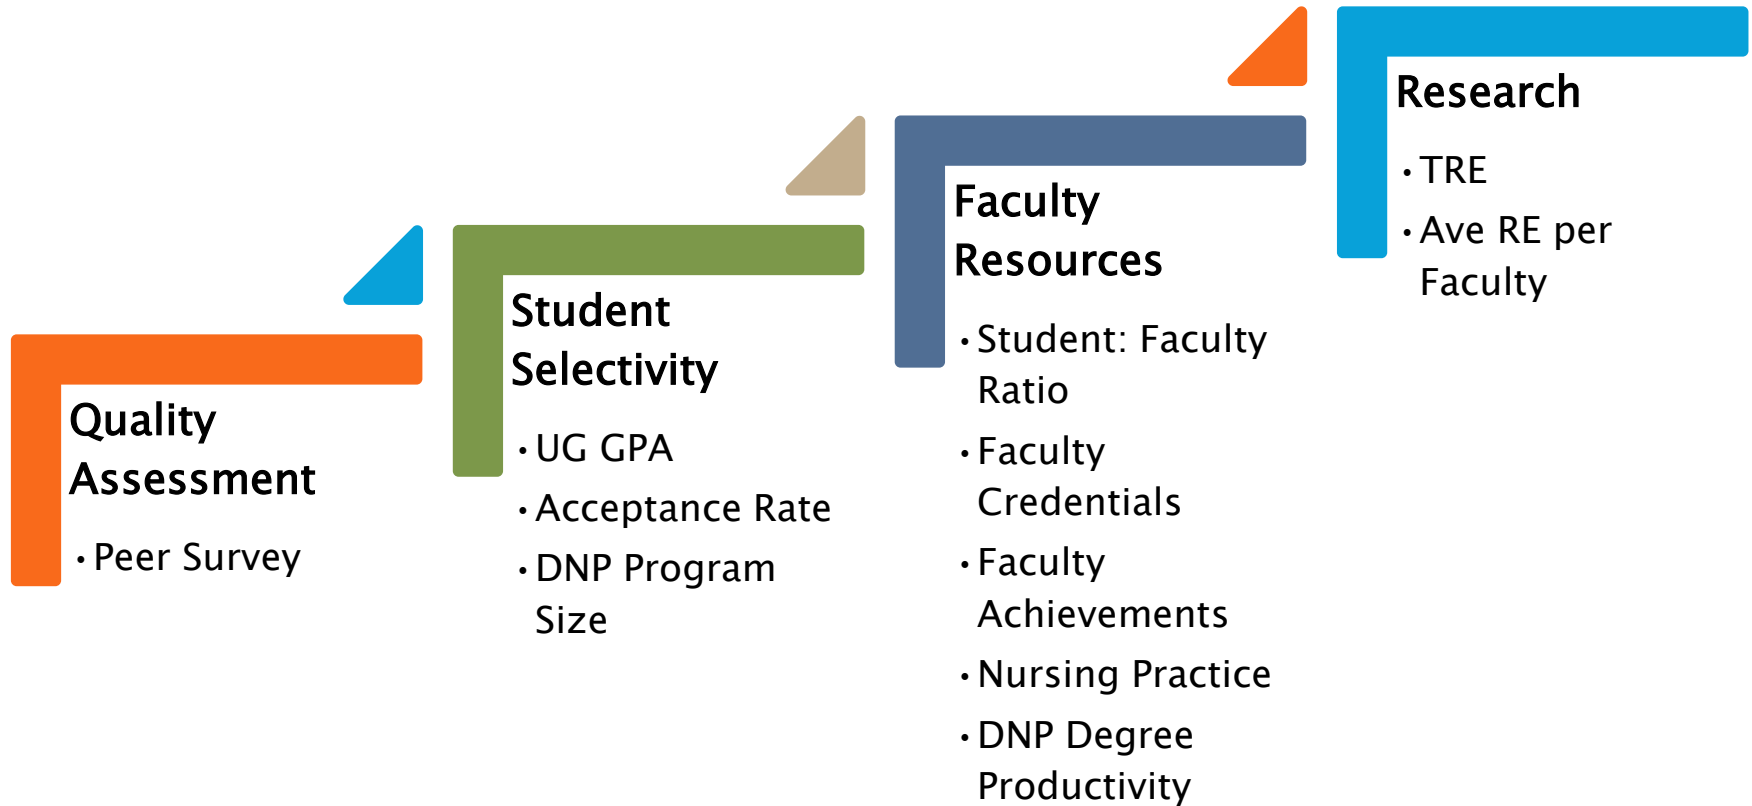 Quality
Assessment
• Peer Survey
Student
Selectivity
• UG GPA
• Acceptance Rate
• DNP Program
Size
Faculty
Resources
• Student: Faculty
Ratio
• Faculty
Credentials
• Faculty
Achievements
• Nursing Practice
• DNP Degree
Productivity
Research
• TRE
• Ave RE per
Faculty